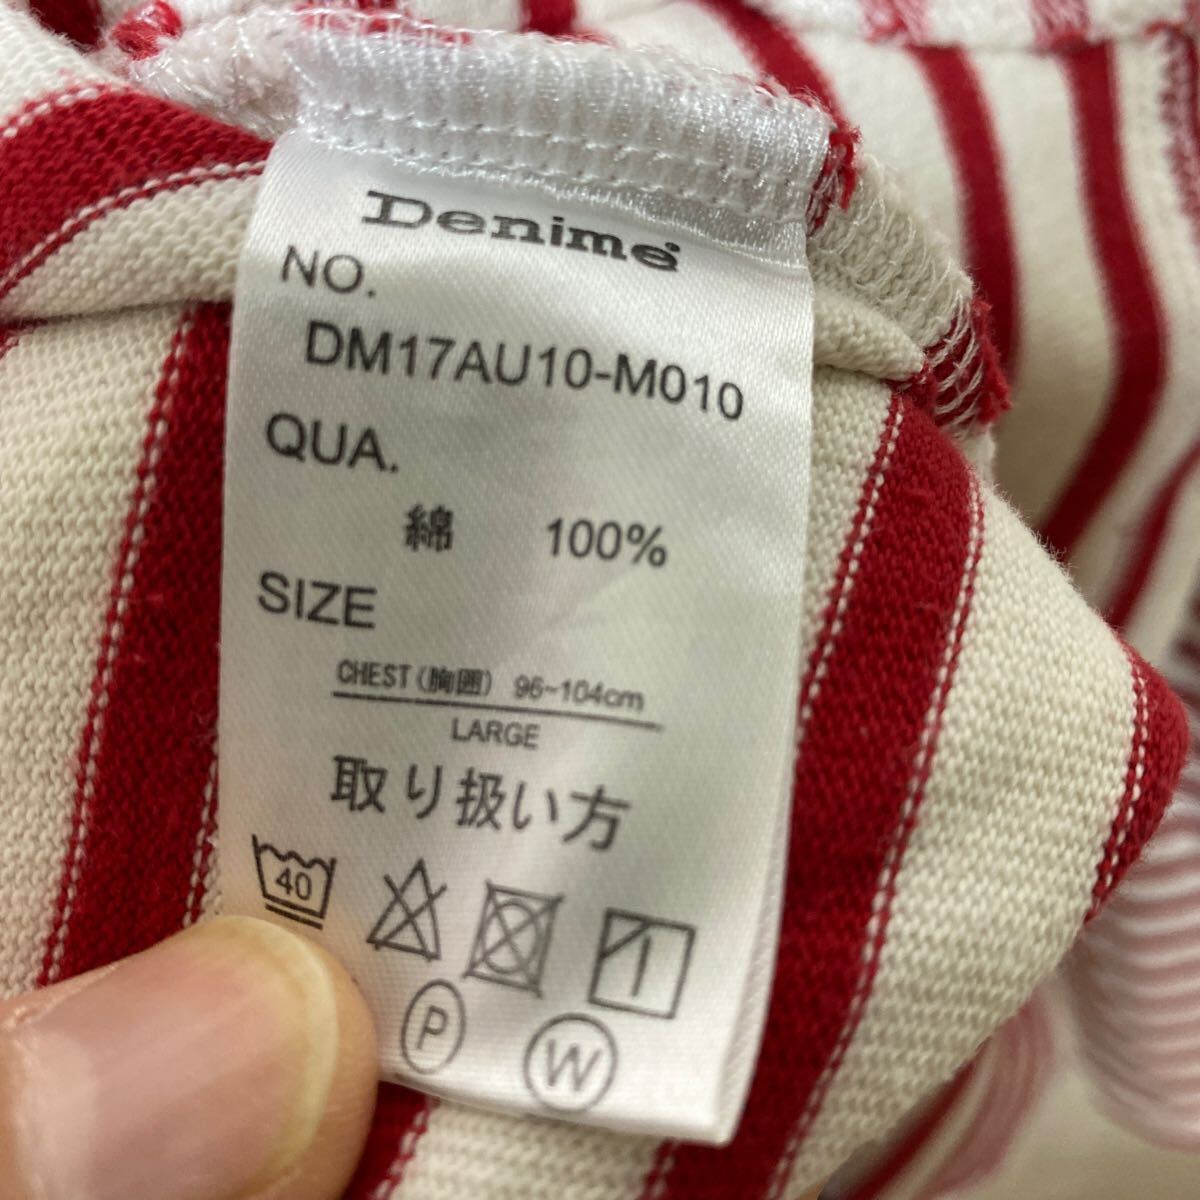 Denime
NO.
DM17AU10-M010
QUA.
綿 100%
SIZE
CHEST(胸囲) 96~104cm
LARGE
取り扱い方
40
P W